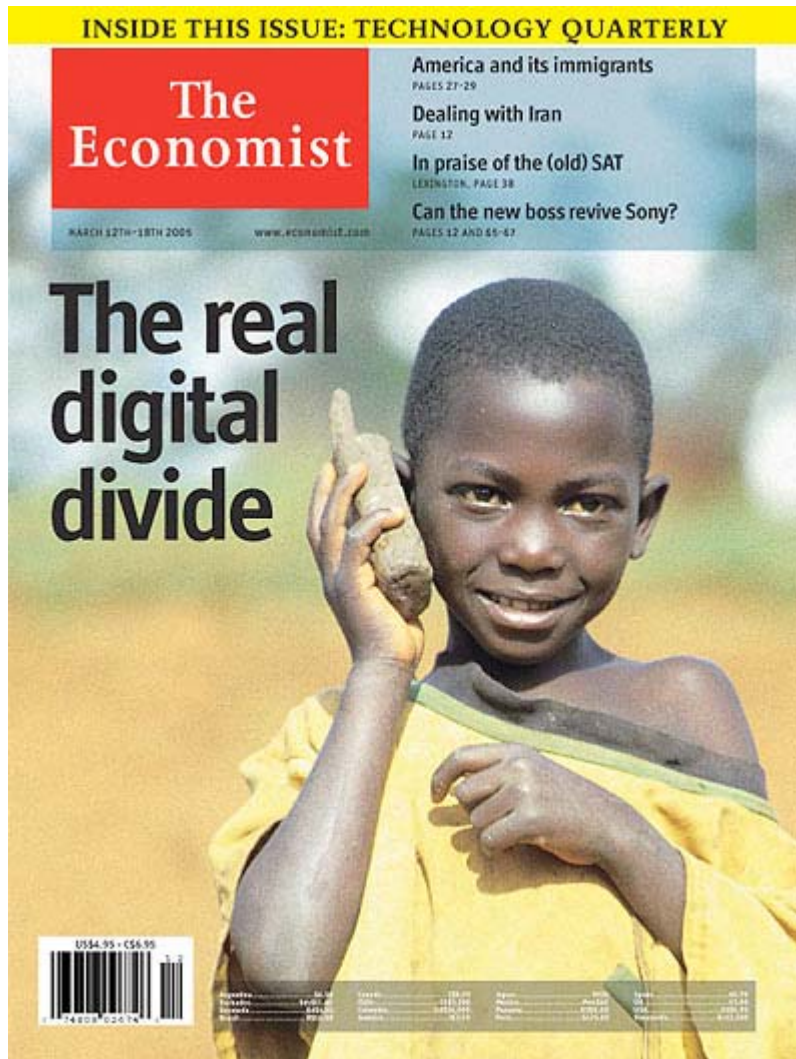 INSIDE THIS ISSUE: TECHNOLOGY QUARTERLY
The
Economist
MARCH 12TH-18TH 2005
www.economist.com
America and its immigrants
PAGES 27-29
Dealing with Iran
PAGE 12
In praise of the (old) SAT
LEXINGTON, PAGE 38
Can the new boss revive Sony?
PAGES 12 AND 65-67
The real
digital
divide
US$4.95 - C$6.95